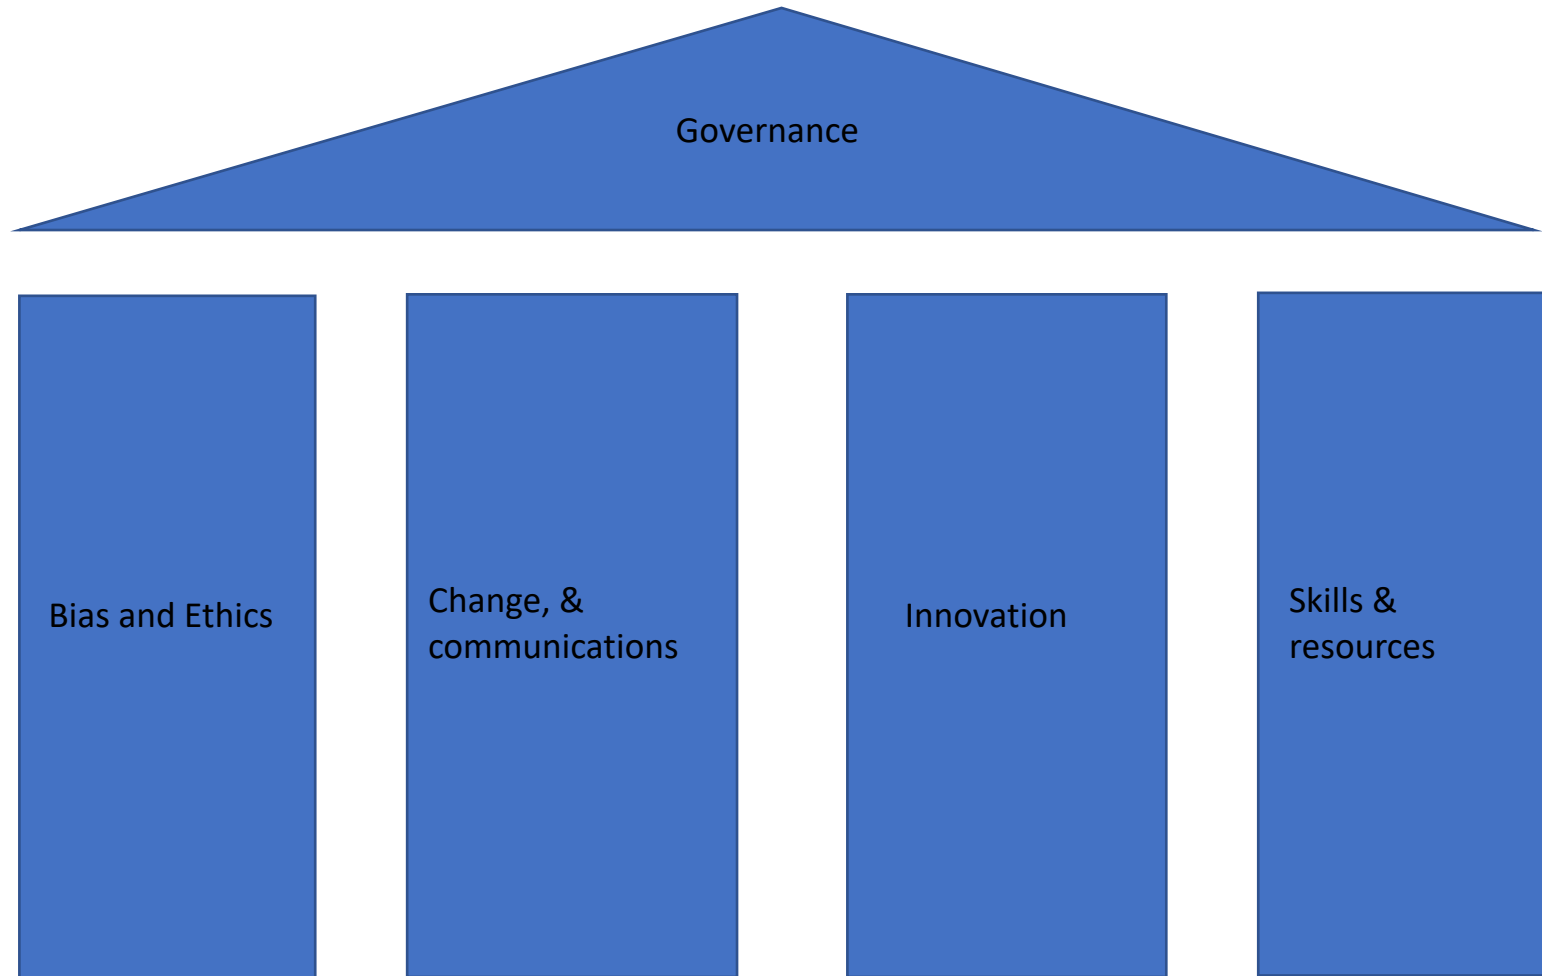 Governance
Bias and Ethics
Change, &
communications
Innovation
Skills &
resources